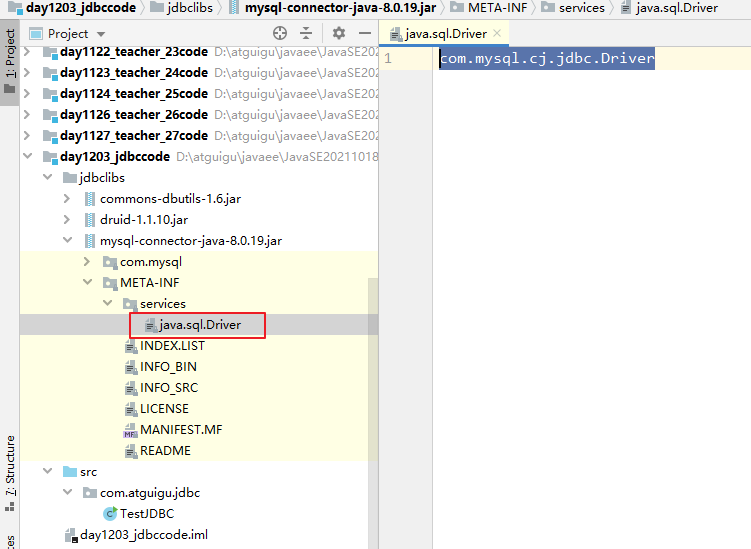 day1203_jdbccode jdbclibs mysql-connector-java-8.0.19.jar META-INF services java.sql.Driver
1: Project
Project
java.sql.Driver
day1122_teacher_23code D:\atguigu\javaee\JavaSE202
day1123_teacher_24code D:\atguigu\javaee\JavaSE202
day1124_teacher_25code D:\atguigu\javaee\JavaSE202
day1126_teacher_26code D:\atguigu\javaee\JavaSE202
day1127_teacher_27code D:\atguigu\javaee\JavaSE202
day1203_jdbccode D:\atguigu\javaee\JavaSE20211018
jdbclibs
commons-dbutils-1.6.jar
druid-1.1.10.jar
mysql-connector-java-8.0.19.jar
com.mysql
META-INF
services
java.sql.Driver
INDEX.LIST
INFO_BIN
INFO_SRC
LICENSE
MF MANIFEST.MF
README
src
com.atguigu.jdbc
C TestJDBC
day1203_jdbccode.iml
7: Structure
1 com.mysql.cj.jdbc.Driver